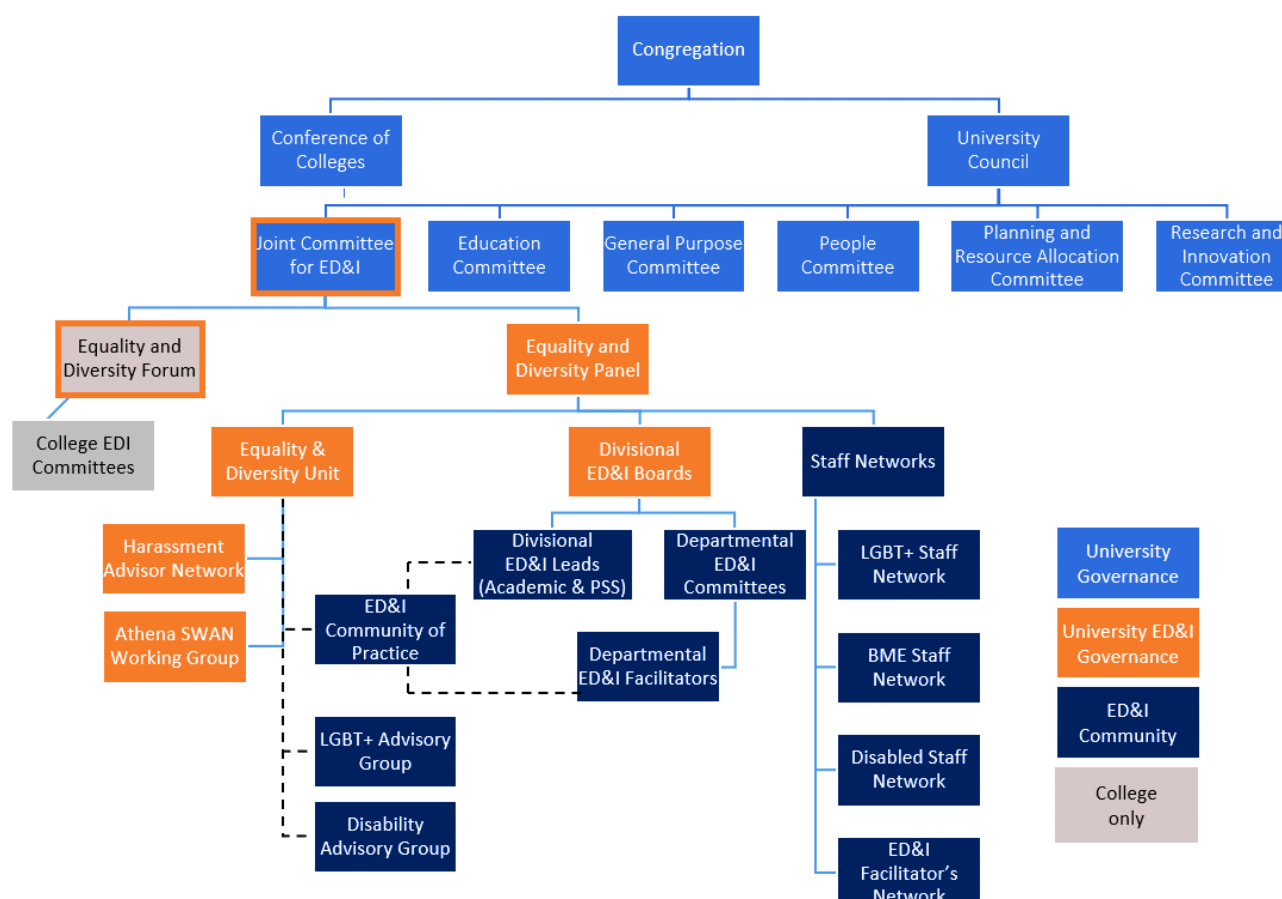 Congregation
Conference of
Colleges
University
Council
Joint Committee
for ED&I
Education
Committee
General Purpose
Committee
People
Committee
Planning and
Resource Allocation
Committee
Research and
Innovation
Committee
Equality and
Diversity Forum
Equality and
Diversity Panel
College EDI
Committees
Equality &
Diversity Unit
Divisional
ED&I Boards
Staff Networks
Harassment
Advisor Network
Athena SWAN
Working Group
ED&I
Community of
Practice
Divisional
ED&I Leads
(Academic & PSS)
Departmental
ED&I
Committees
Departmental
ED&I Facilitators
LGBT+ Advisory
Group
Disability
Advisory Group
LGBT+ Staff
Network
BME Staff
Network
Disabled Staff
Network
ED&I
Facilitator's
Network
University
Governance
University ED&I
Governance
ED&I
Community
College
only